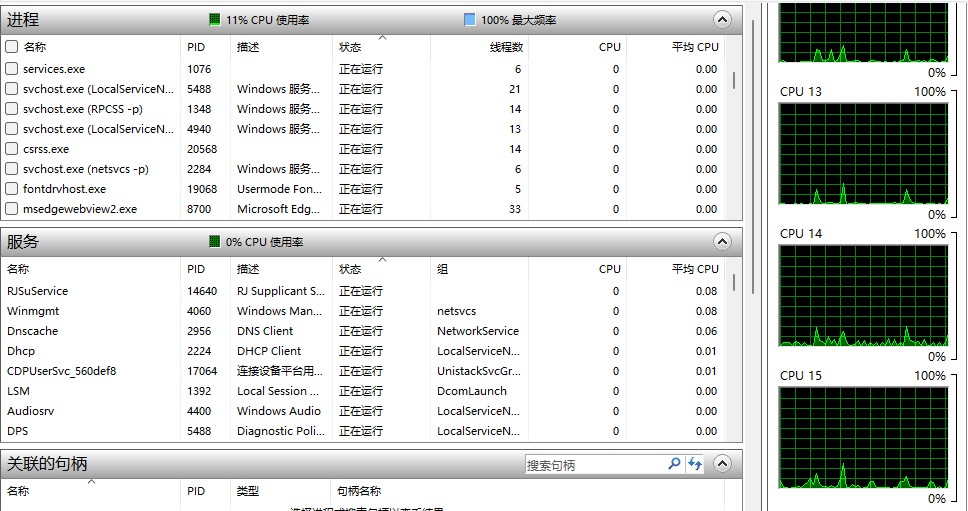 进程 11% CPU 使用率 100% 最大频率
名称 PID 描述 状态 线程数 CPU 平均 CPU
services.exe 1076 正在运行 6 0 0.00
svchost.exe (LocalServiceN... 5488 Windows 服务... 正在运行 21 0 0.00
svchost.exe (RPCSS -p) 1348 Windows 服务... 正在运行 14 0 0.00
svchost.exe (LocalServiceN... 4940 Windows 服务... 正在运行 13 0 0.00
csrss.exe 20568 正在运行 14 0 0.00
svchost.exe (netsvcs -p) 2284 Windows 服务... 正在运行 6 0 0.00
fontdrvhost.exe 19068 Usermode Fon... 正在运行 5 0 0.00
msedgewebview2.exe 8700 Microsoft Edg... 正在运行 33 0 0.00
服务 0% CPU 使用率
名称 PID 描述 状态 组 CPU 平均 CPU
RJSuService 14640 RJ Supplicant S... 正在运行 0 0.08
Winmgmt 4060 Windows Man... 正在运行 netsvcs 0 0.08
Dnscache 2956 DNS Client 正在运行 NetworkService 0 0.06
Dhcp 2224 DHCP Client 正在运行 LocalServiceN... 0 0.01
CDPUserSvc_560def8 17064 连接设备平台用... 正在运行 UnistackSvcGr... 0 0.01
LSM 1392 Local Session ... 正在运行 DcomLaunch 0 0.00
Audiosrv 4400 Windows Audio 正在运行 LocalServiceN... 0 0.00
DPS 5488 Diagnostic Poli... 正在运行 LocalServiceN... 0 0.00
关联的句柄 搜索句柄
名称 PID 类型 句柄名称
0%
CPU 13 100%
0%
CPU 14 100%
0%
CPU 15 100%
0%